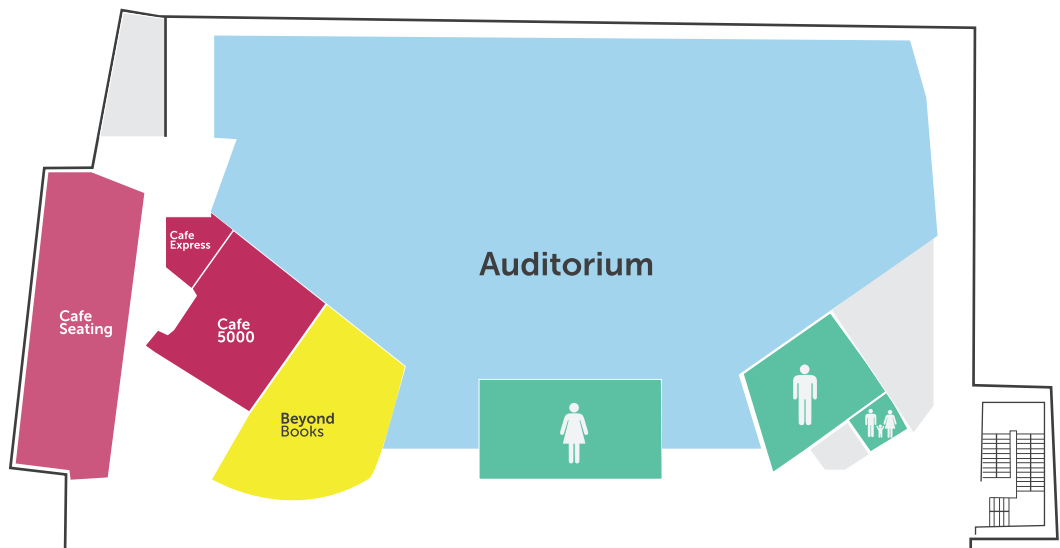 Auditorium
Cafe
Express
Cafe
Seating
Cafe
5000
Beyond
Books